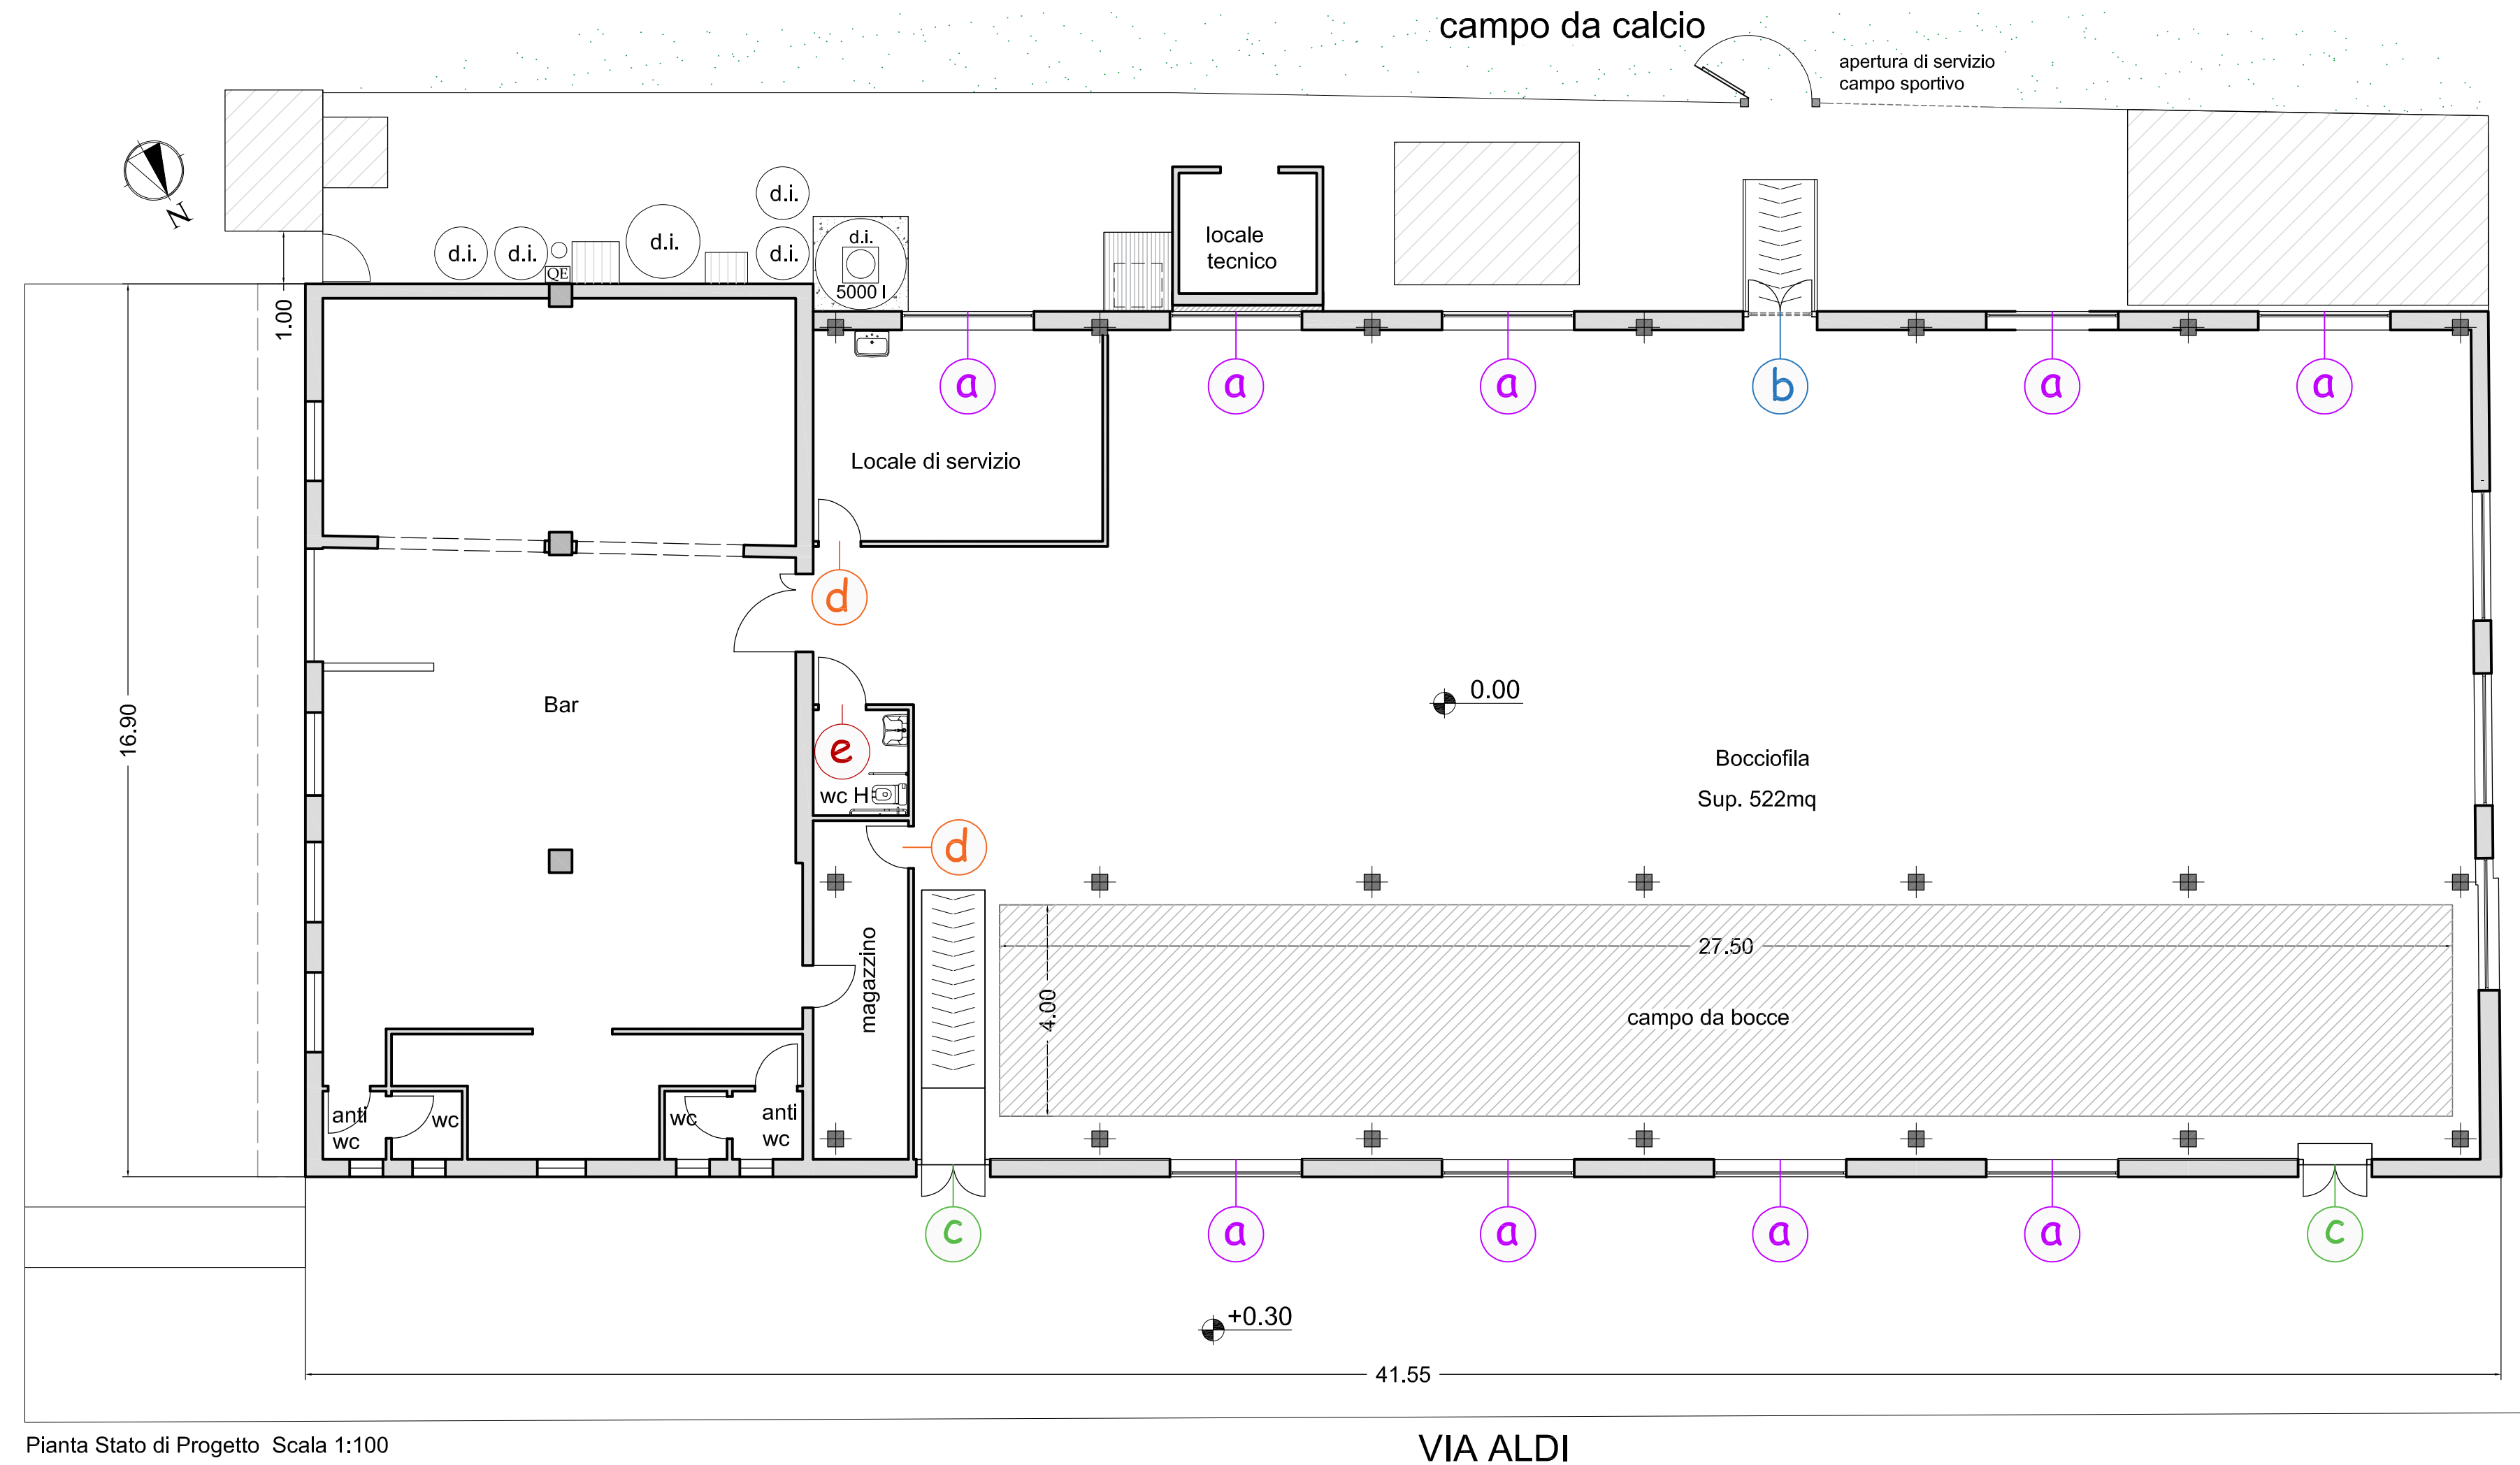 campo da calcio
apertura di servizio
campo sportivo
N
d.i.
d.i.
d.i.
d.i.
d.i.
d.i.
QE
5000 l
locale
tecnico
1.00
a
a
a
b
a
a
Locale di servizio
d
16.90
Bar
0.00
e
wc H
Bocciofila
Sup. 522mq
d
magazzino
27.50
4.00
campo da bocce
anti
wc
wc
wc
anti
wc
c
a
a
a
a
c
+0.30
41.55
Pianta Stato di Progetto Scala 1:100
VIA ALDI